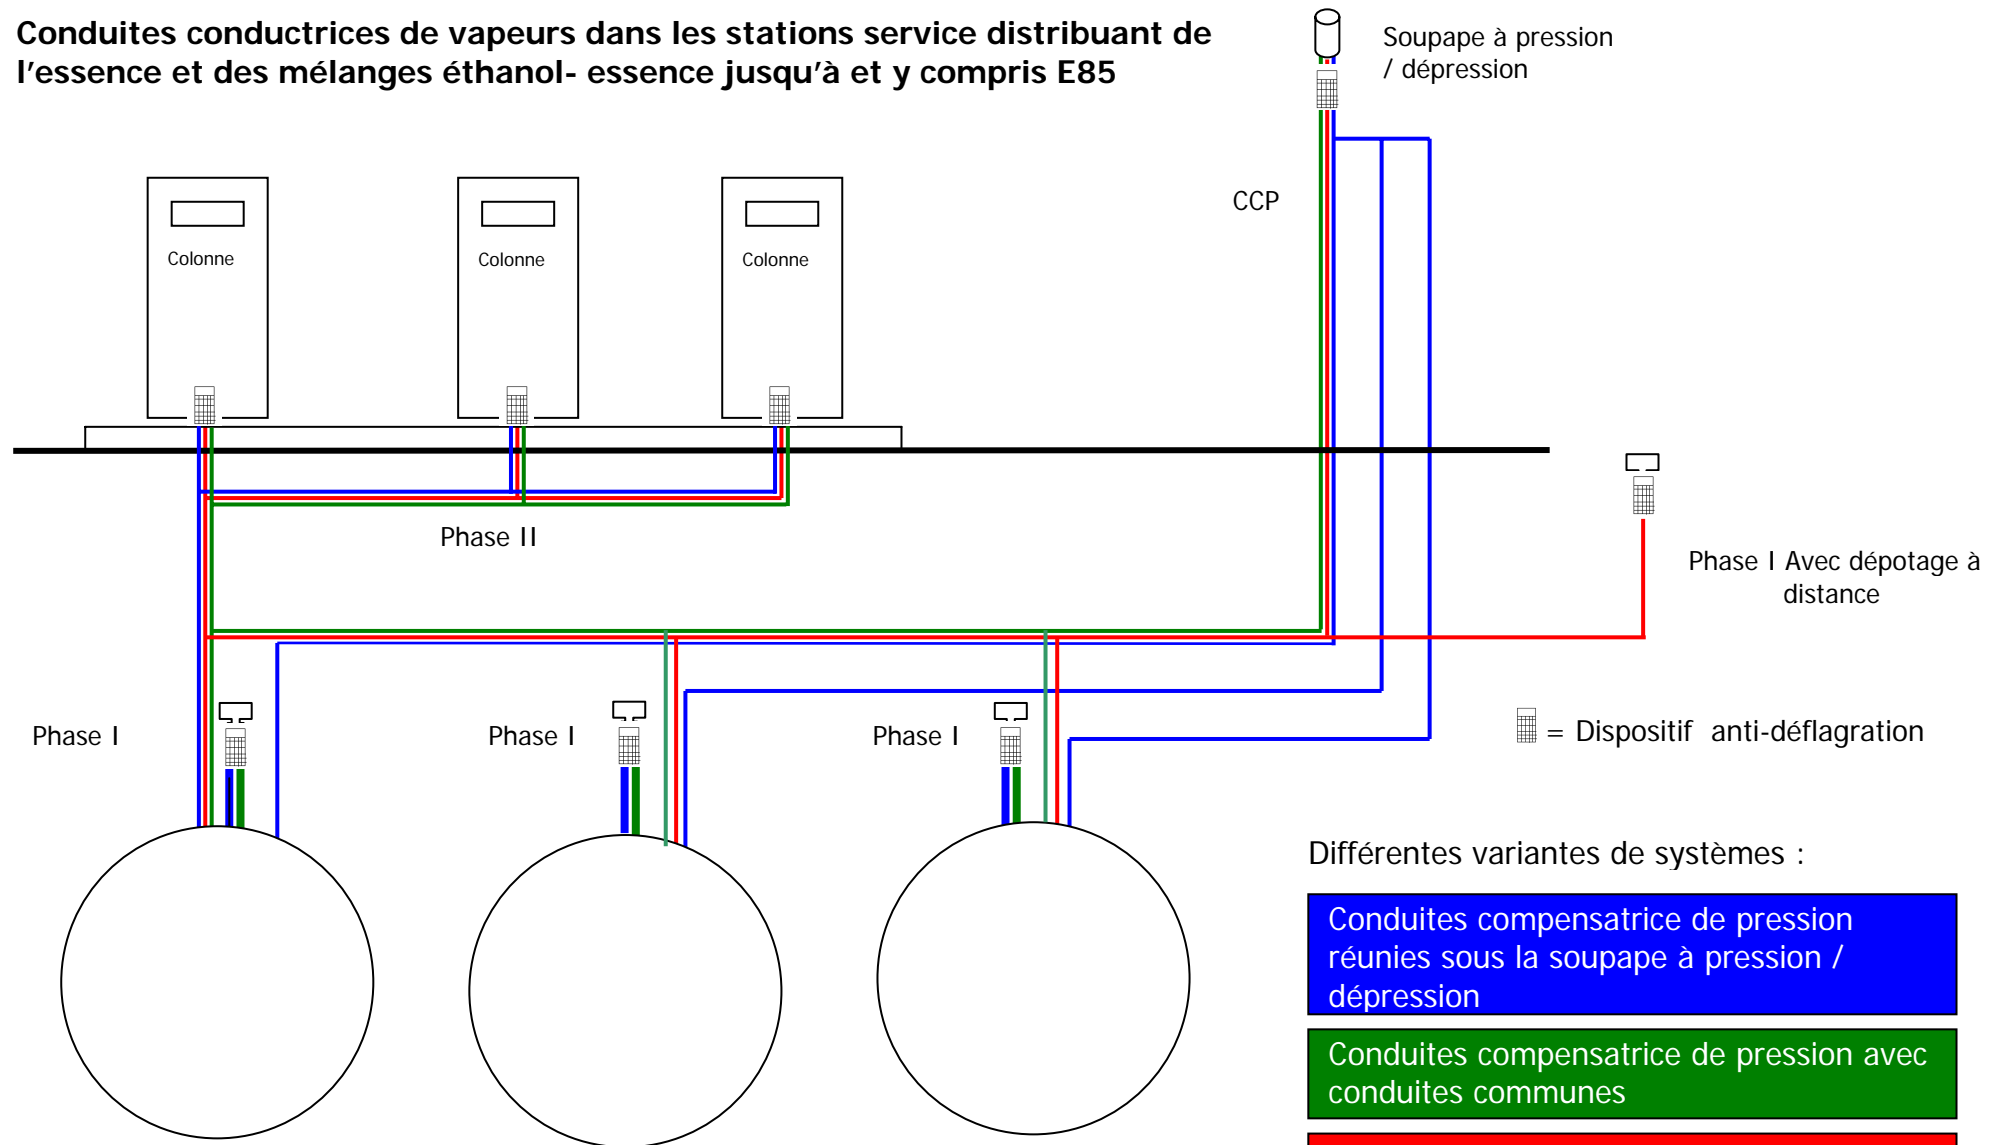 Conduites conductrices de vapeurs dans les stations service distribuant de
l'essence et des mélanges éthanol- essence jusqu'à et y compris E85
Soupape à pression
/ dépression
CCP
Colonne
Colonne
Colonne
Phase II
Phase I Avec dépotage à
distance
Phase I
Phase I
Phase I
= Dispositif anti-déflagration
Différentes variantes de systèmes :
Conduites compensatrice de pression
réunies sous la soupape à pression /
dépression
Conduites compensatrice de pression avec
conduites communes